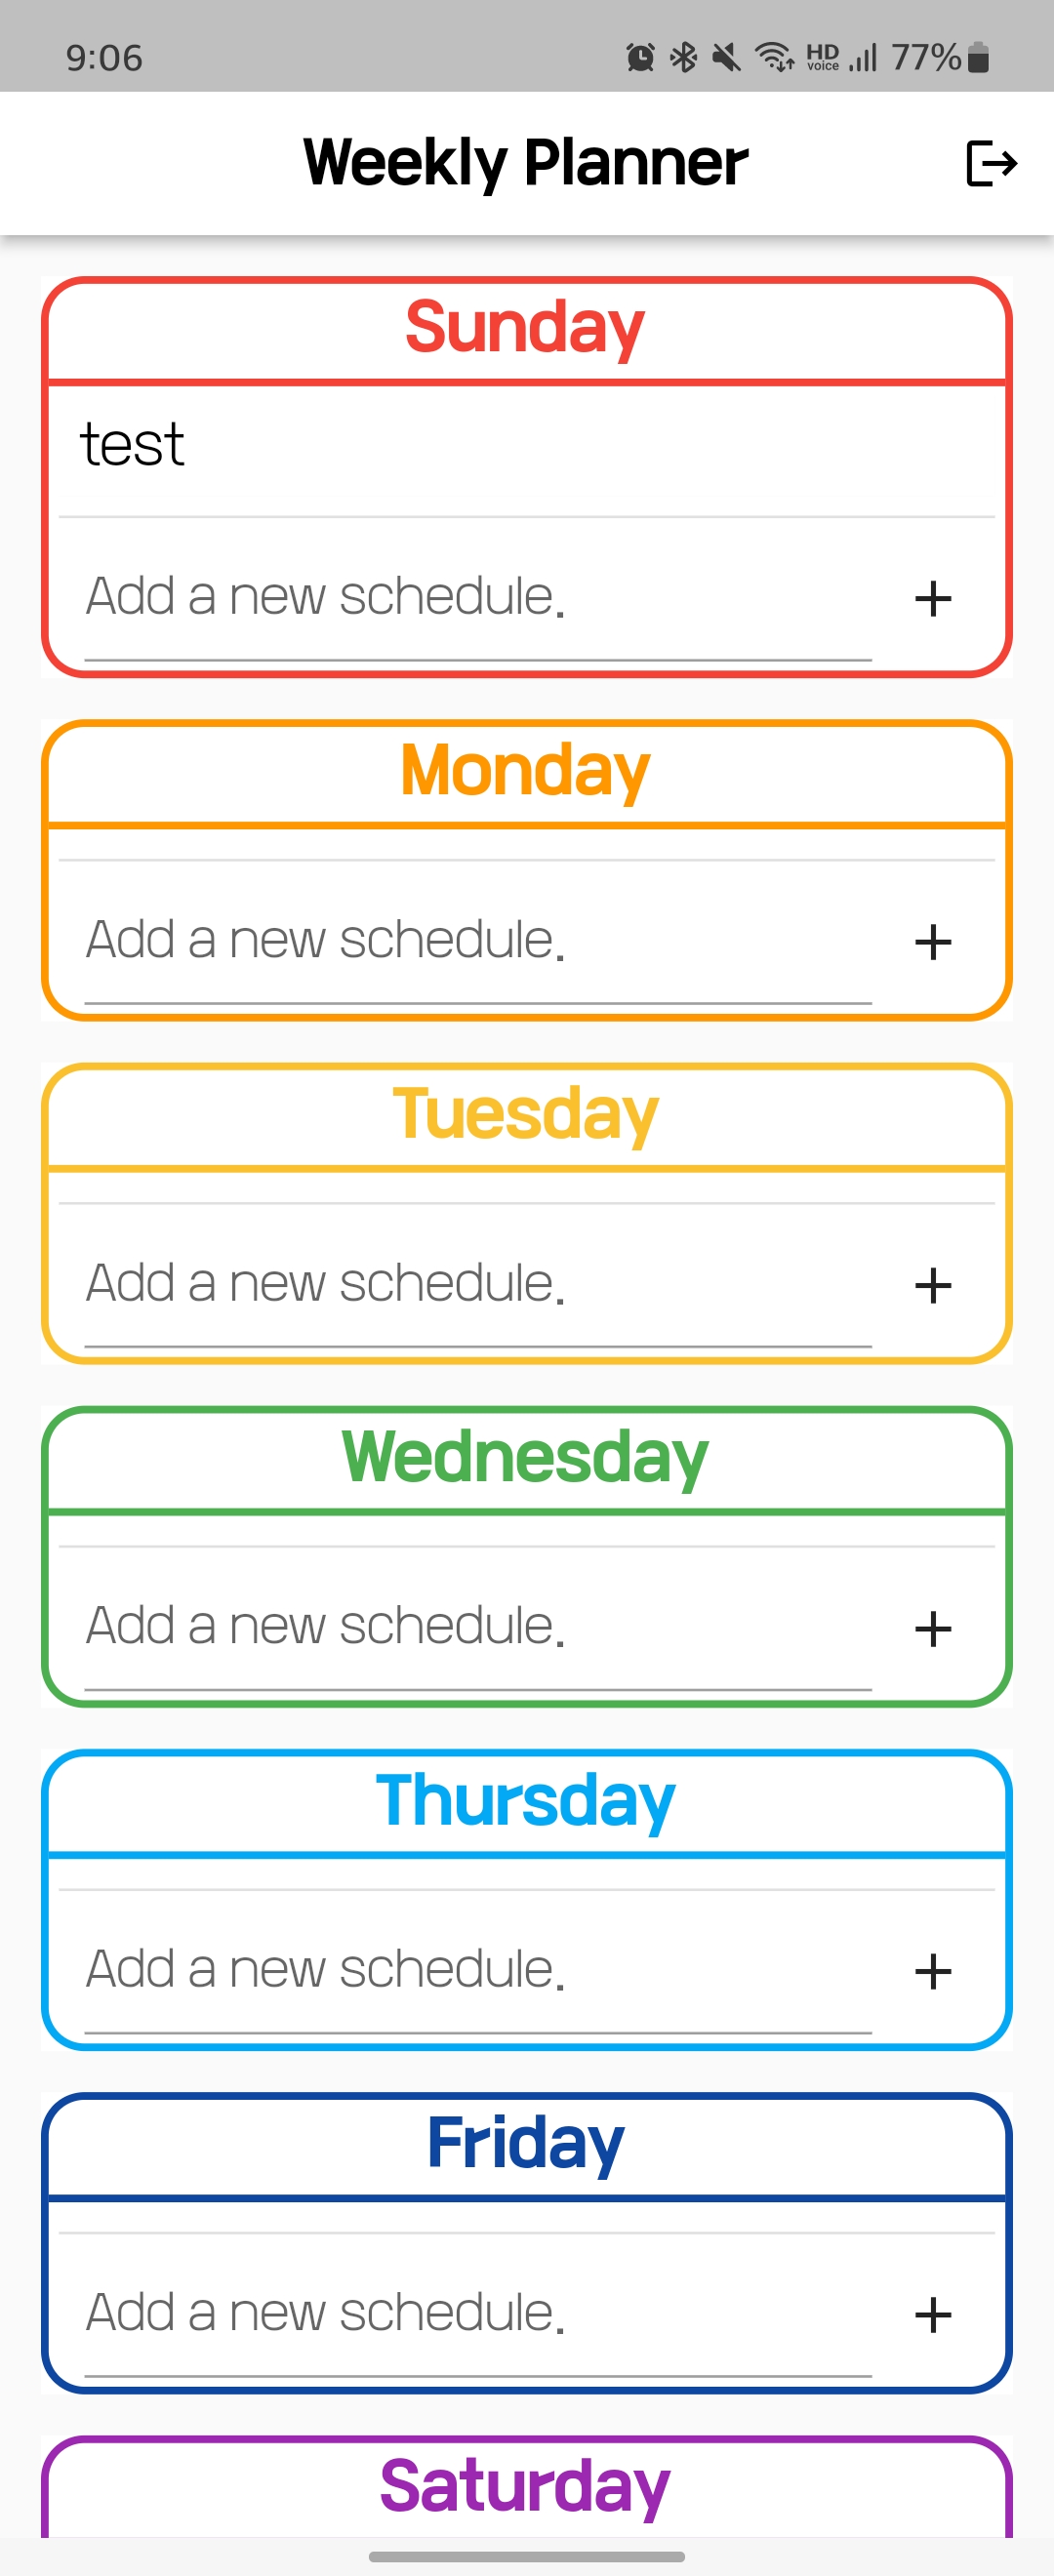 9:06 HD voice 77%
Weekly Planner
Sunday
test
Add a new schedule.
Monday
Add a new schedule.
Tuesday
Add a new schedule.
Wednesday
Add a new schedule.
Thursday
Add a new schedule.
Friday
Add a new schedule.
Saturday